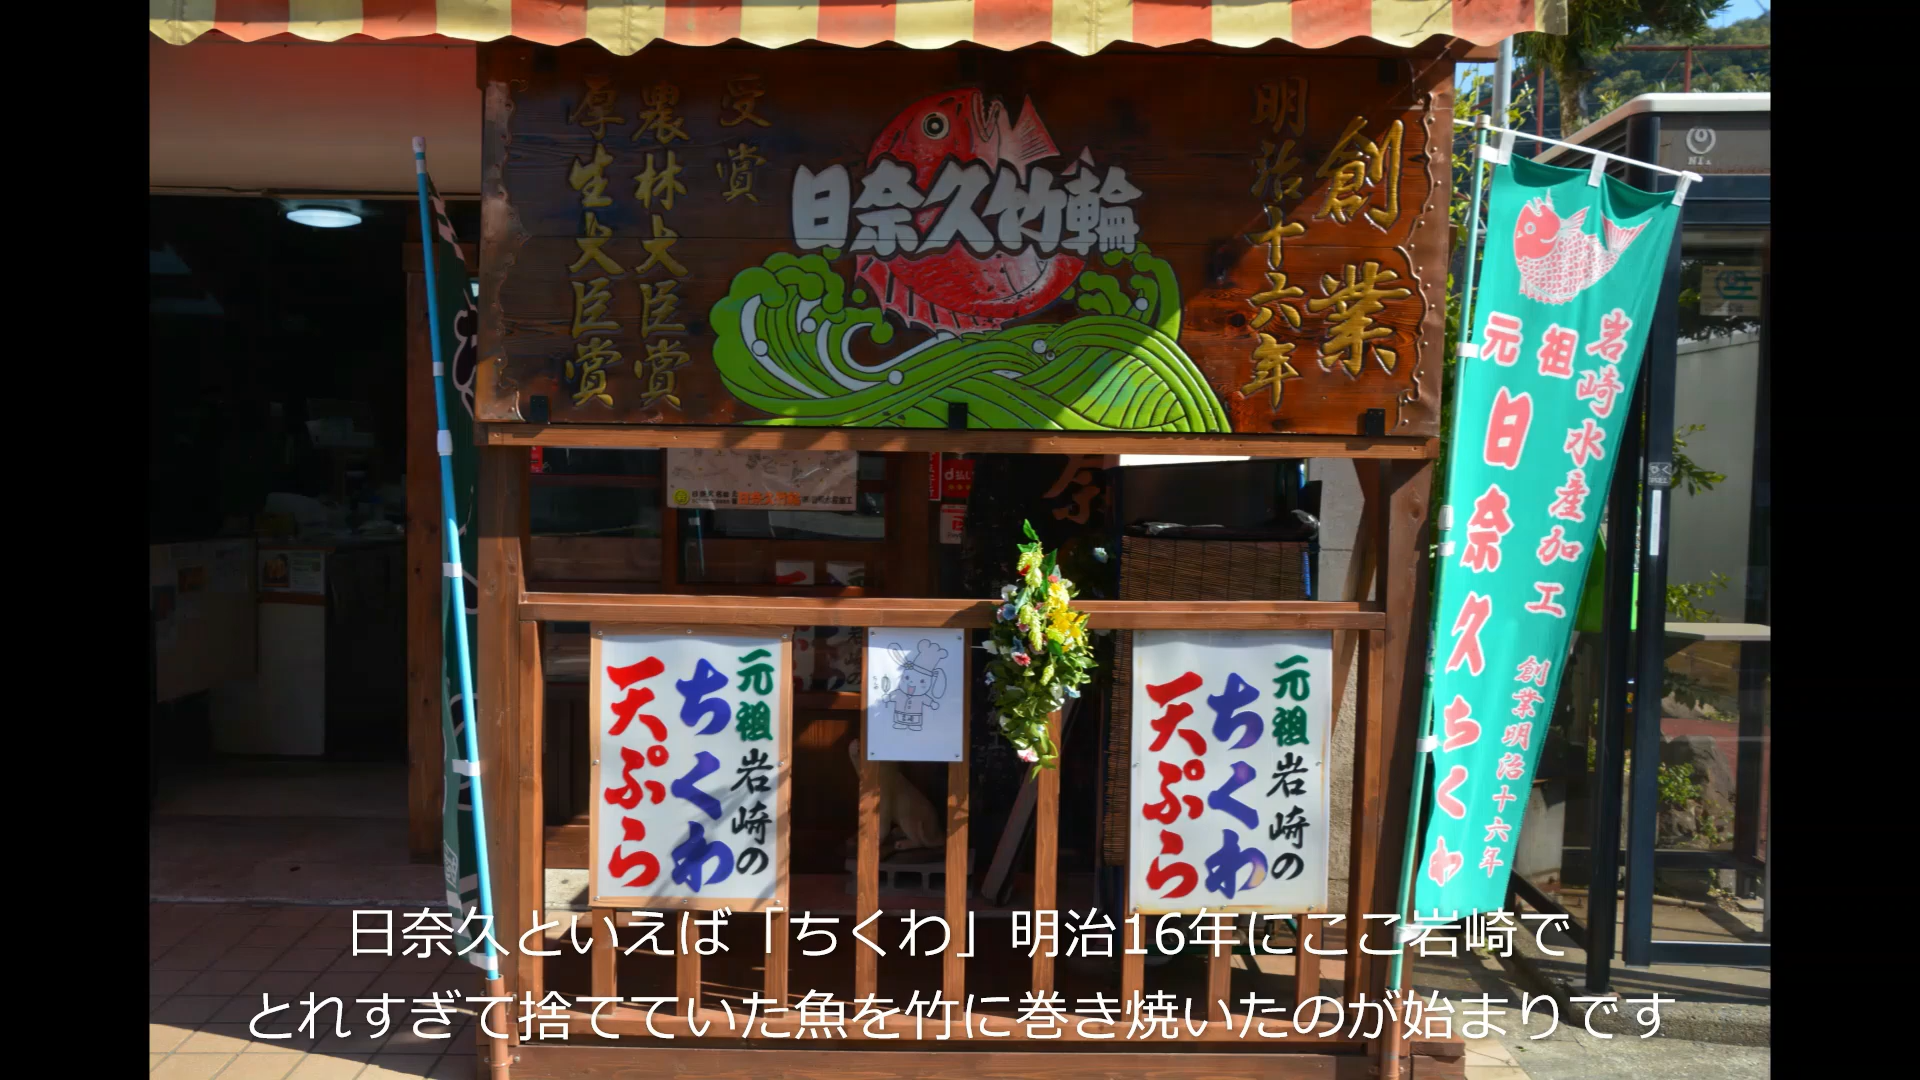 創業
明治十六年
日奈久竹輪
受賞
農林大臣賞
厚生大臣賞
岩崎水産加工
元祖
日奈久ちくわ
創業明治十六年
元祖岩崎の
ちくわ
天ぷら
元祖岩崎の
ちくわ
天ぷら
日奈久といえば「ちくわ」明治16年にここ岩崎で
とれすぎて捨てていた魚を竹に巻き焼いたのが始まりです